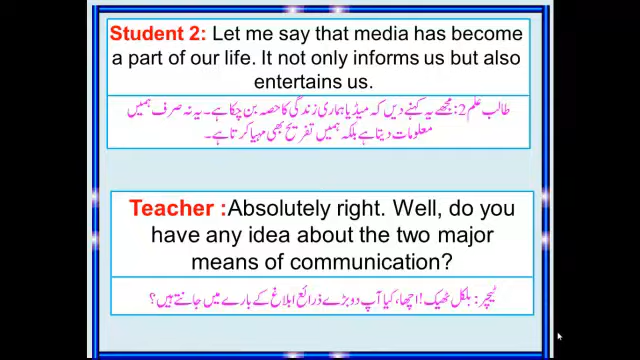 Student 2: Let me say that media has become
a part of our life. It not only informs us but also
entertains us.
طالب علم 2: مجھے یہ کہنے دیں کہ میڈیا ہماری زندگی کا حصہ بن چکا ہے۔ یہ نہ صرف ہمیں
معلومات دیتا ہے بلکہ ہمیں تفریح بھی مہیا کرتا ہے۔
Teacher :Absolutely right. Well, do you
have any idea about the two major
means of communication?
ٹیچر: بلکل ٹھیک! اچھا، کیا آپ دو بڑے ذرائع ابلاغ کے بارے میں جانتے ہیں؟